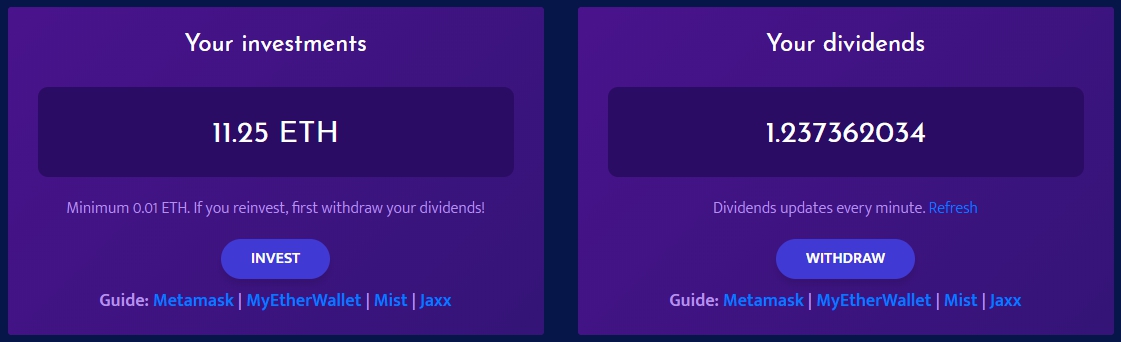 Your investments
11.25 ETH
Minimum 0.01 ETH. If you reinvest, first withdraw your dividends!
INVEST
Guide: Metamask | MyEtherWallet | Mist | Jaxx
Your dividends
1.237362034
Dividends updates every minute. Refresh
WITHDRAW
Guide: Metamask | MyEtherWallet | Mist | Jaxx